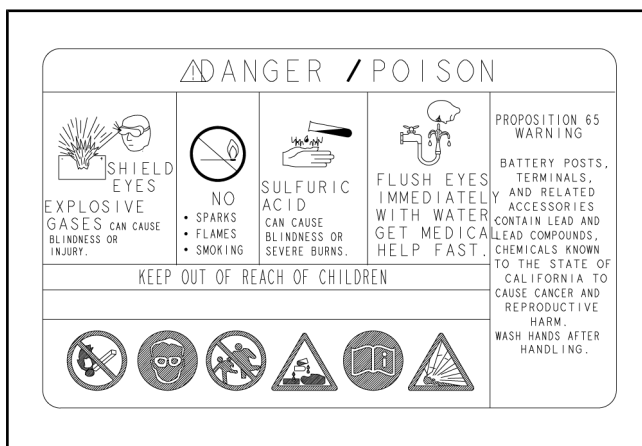 DANGER / POISON
SHIELD
EYES
EXPLOSIVE
GASES CAN CAUSE
BLINDNESS OR
INJURY.
NO
• SPARKS
• FLAMES
• SMOKING
SULFURIC
ACID
CAN CAUSE
BLINDNESS OR
SEVERE BURNS.
FLUSH EYES
IMMEDIATELY
WITH WATER
GET MEDICAL
HELP FAST.
PROPOSITION 65
WARNING
BATTERY POSTS,
TERMINALS,
AND RELATED
ACCESSORIES
CONTAIN LEAD AND
LEAD COMPOUNDS,
CHEMICALS KNOWN
TO THE STATE OF
CALIFORNIA TO
CAUSE CANCER AND
REPRODUCTIVE
HARM.
WASH HANDS AFTER
HANDLING.
KEEP OUT OF REACH OF CHILDREN